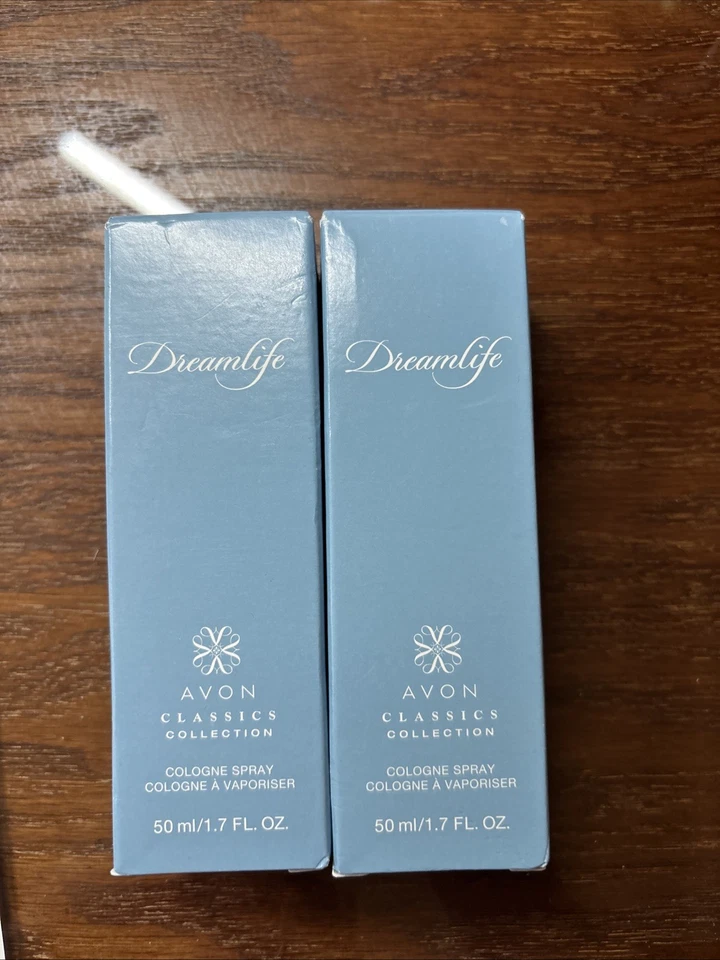 Dreamlife
AVON
CLASSICS
COLLECTION
COLOGNE SPRAY
COLOGNE À VAPORISER
50 ml/1.7 FL. OZ.
Dreamlife
AVON
CLASSICS
COLLECTION
COLOGNE SPRAY
COLOGNE À VAPORISER
50 ml/1.7 FL. OZ.